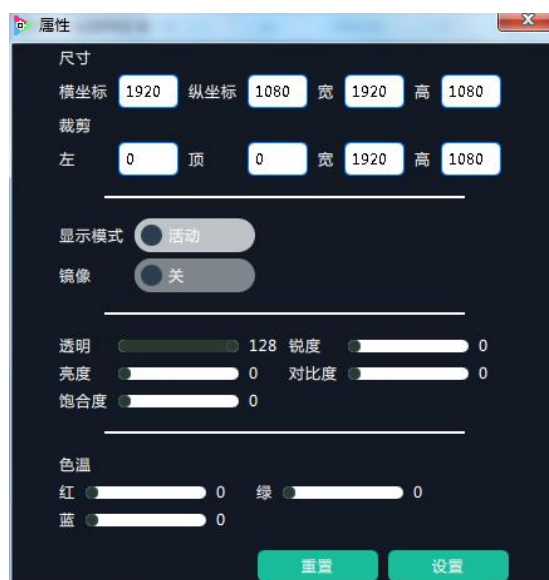 属性
尺寸
横坐标 1920 纵坐标 1080 宽 1920 高 1080
裁剪
左 0 顶 0 宽 1920 高 1080
显示模式 活动
镜像 关
透明 128 锐度 0
亮度 0 对比度 0
饱合度 0
色温
红 0 绿 0
蓝 0
重置 设置